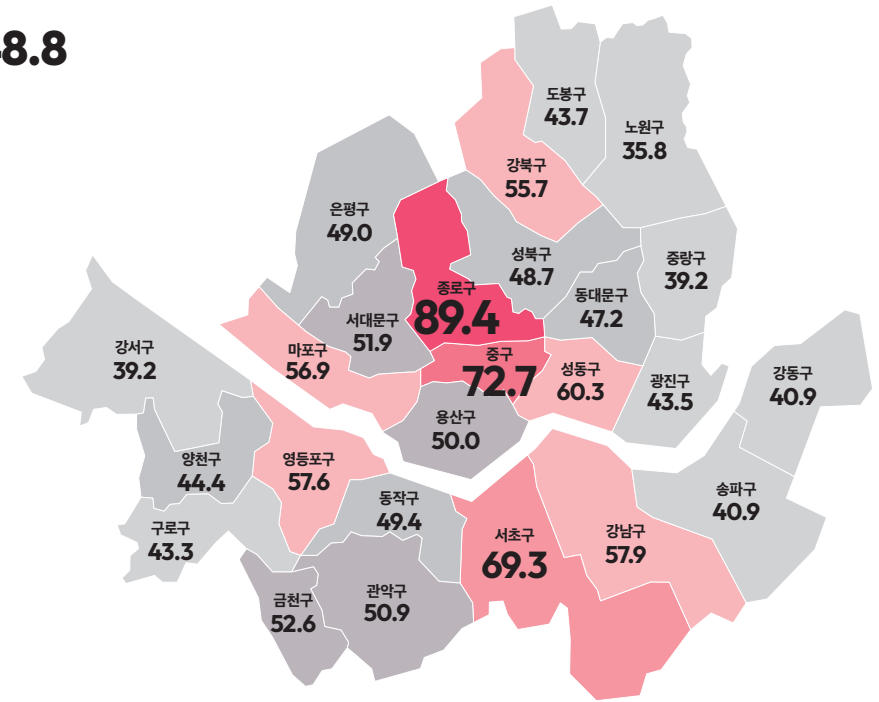 8.8
도봉구
43.7
노원구
35.8
강북구
55.7
은평구
49.0
성북구
48.7
중랑구
39.2
종로구
89.4
동대문구
47.2
서대문구
51.9
강서구
39.2
마포구
56.9
중구
72.7
성동구
60.3
광진구
43.5
강동구
40.9
용산구
50.0
양천구
44.4
영등포구
57.6
동작구
49.4
송파구
40.9
구로구
43.3
서초구
69.3
강남구
57.9
금천구
52.6
관악구
50.9